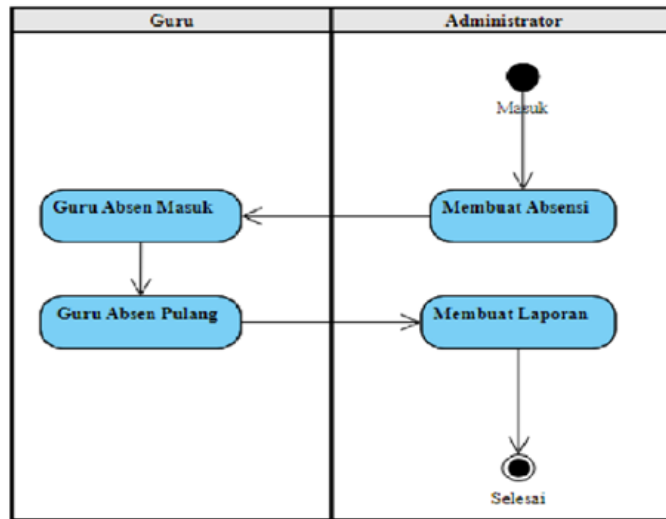 Guru
Administrator
Masuk
Guru Absen Masuk
Membuat Absensi
Guru Absen Pulang
Membuat Laporan
Selesai